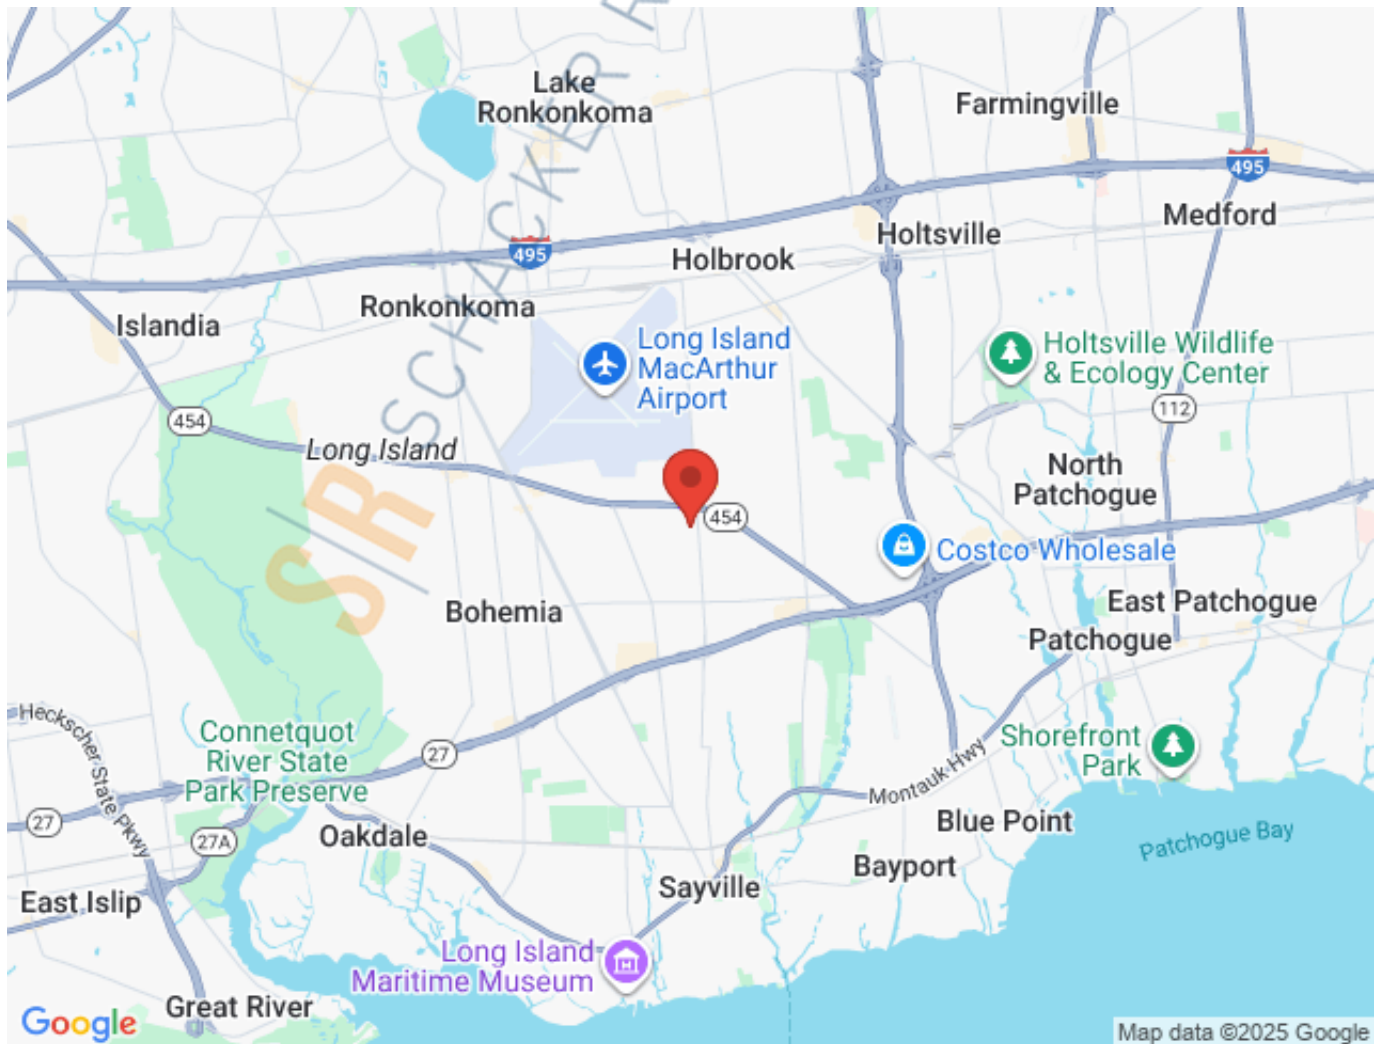 Lake
Ronkonkoma
Farmingville
495
Medford
Holtsville
Holbrook
495
Ronkonkoma
Islandia
Long Island
MacArthur
Airport
Holtsville Wildlife
& Ecology Center
112
454
Long Island
North
Patchogue
454
Costco Wholesale
Bohemia
East Patchogue
Patchogue
Heckscher State Pkwy
Connetquot
River State
Park Preserve
27
Shorefront
Park
Montauk Hwy
27
27A
Oakdale
Blue Point
Patchogue Bay
Bayport
Sayville
East Islip
Long Island
Maritime Museum
Great River
Google
Map data ©2025 Google
SIR
SCHACKER R